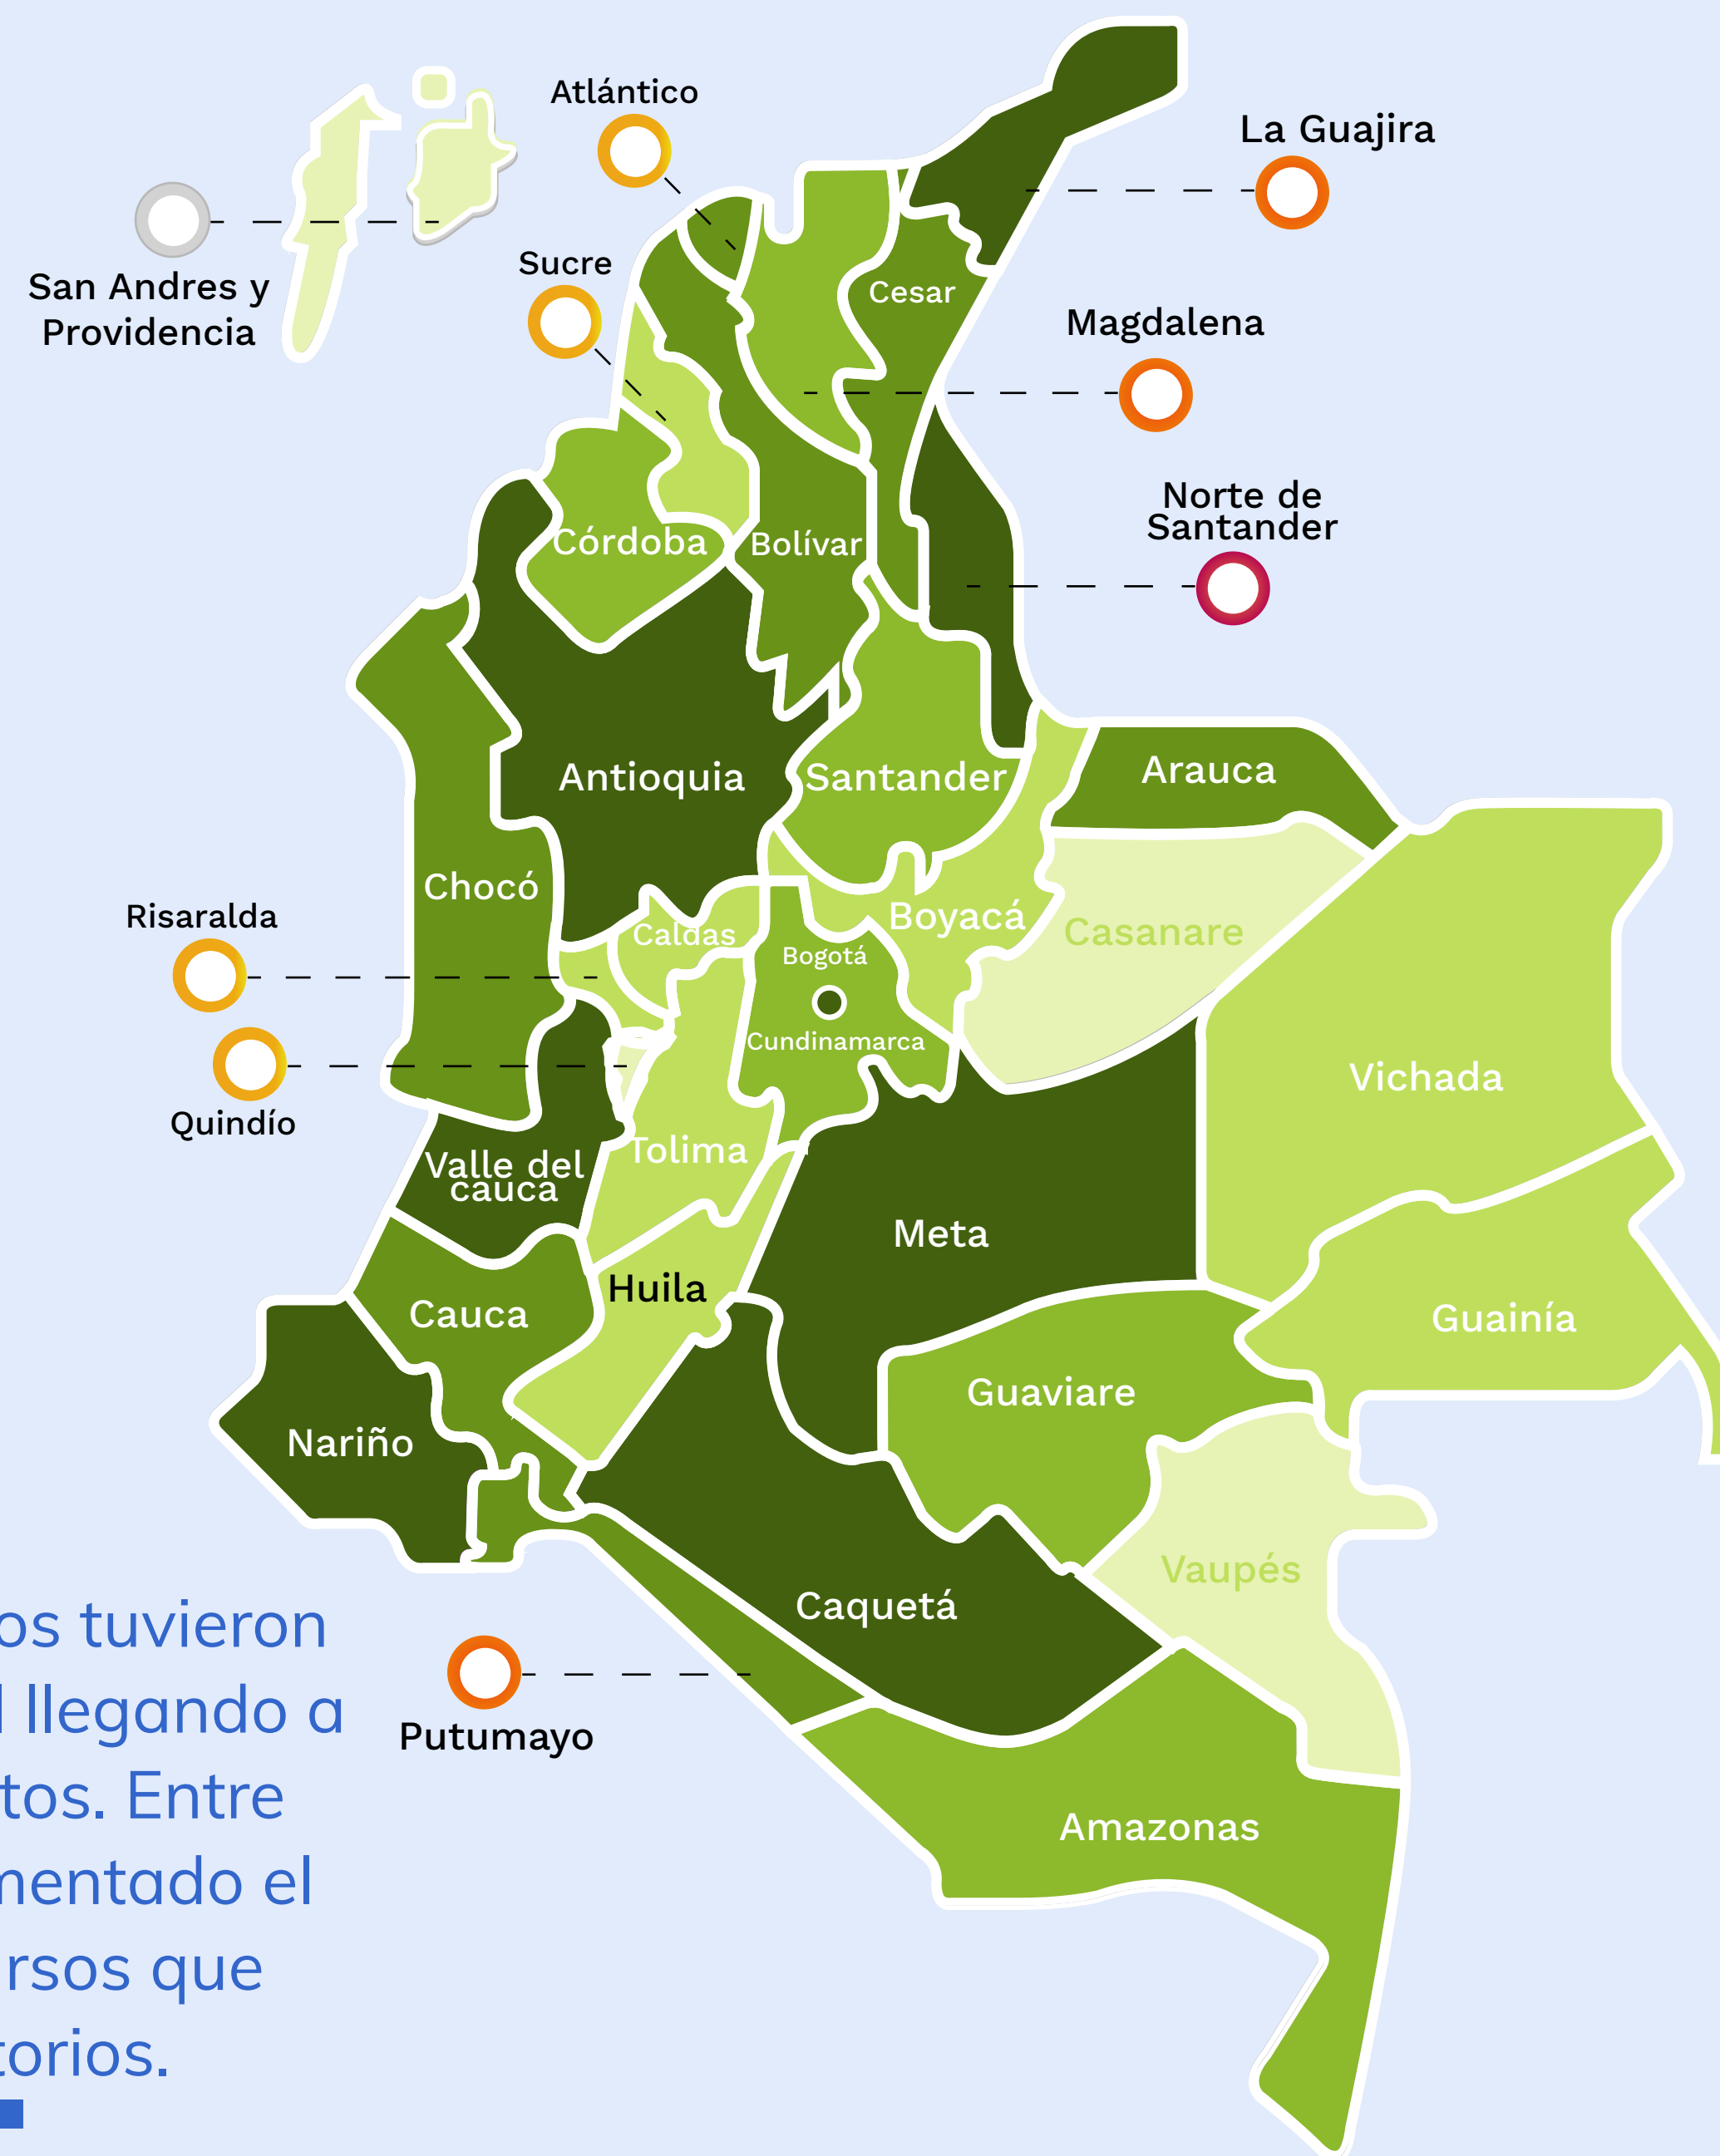 Atlántico
La Guajira
Sucre
San Andres y
Providencia
Cesar
Magdalena
Norte de
Santander
Córdoba
Bolívar
Antioquia
Santander
Arauca
Chocó
Risaralda
Caldas
Boyacá
Casanare
Bogotá
Cundinamarca
Vichada
Quindío
Tolima
Valle del
cauca
Meta
Huila
Cauca
Guainía
Guaviare
Nariño
Vaupés
Caquetá
Putumayo
Amazonas
os tuvieron
l llegando a
tos. Entre
mentado el
rsos que
torios.